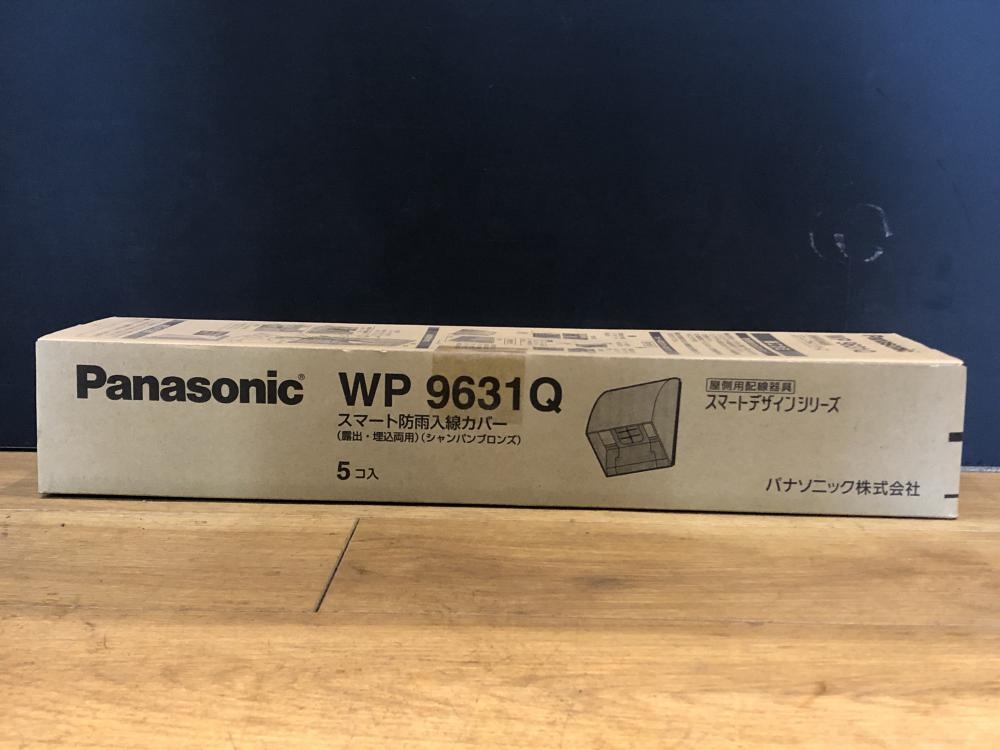 Panasonic®
WP 9631Q
スマート防雨入線カバー
(露出・埋込両用)(シャンパンブロンズ)
5コ入
屋側用配線器具
スマートデザインシリーズ
パナソニック株式会社
Panasonic